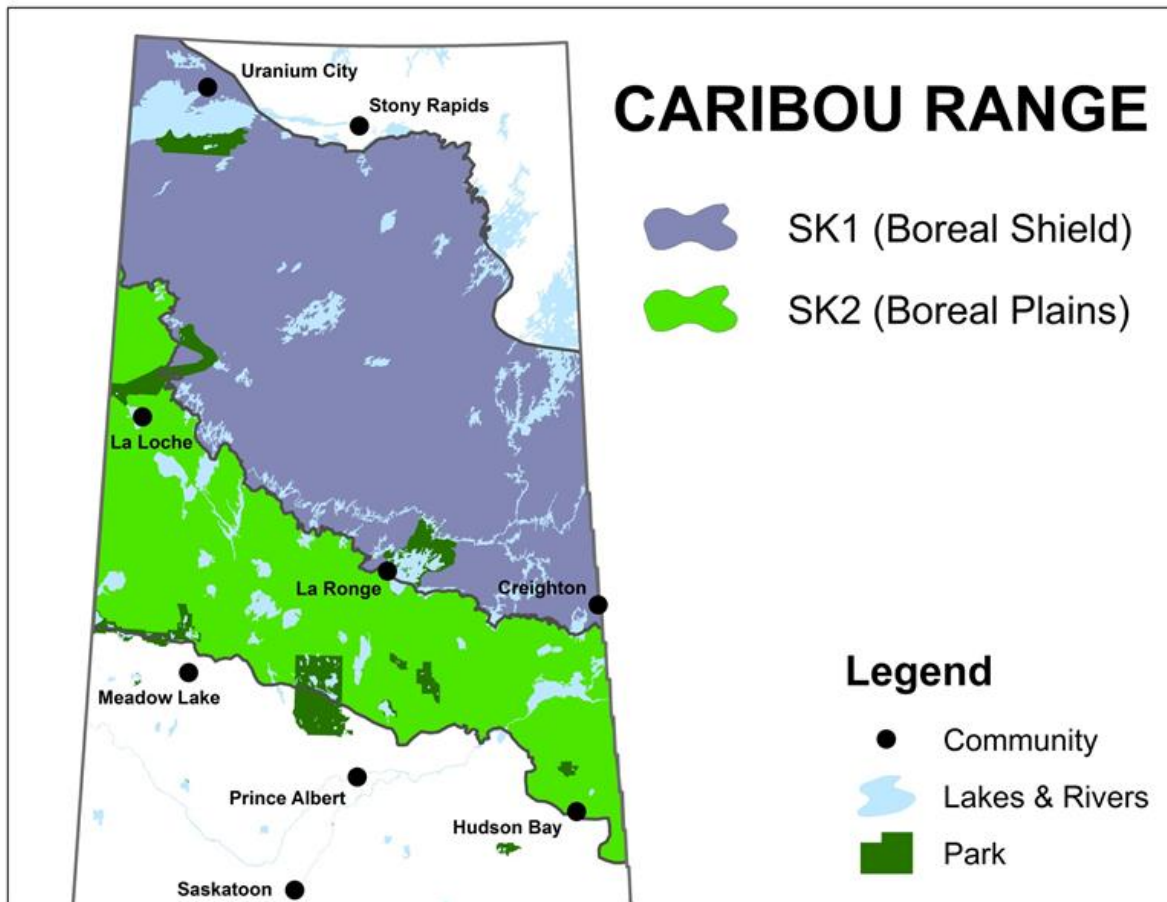 Uranium City
Stony Rapids
CARIBOU RANGE
SK1 (Boreal Shield)
SK2 (Boreal Plains)
La Loche
La Ronge
Creighton
Meadow Lake
Prince Albert
Hudson Bay
Saskatoon
Legend
Community
Lakes & Rivers
Park